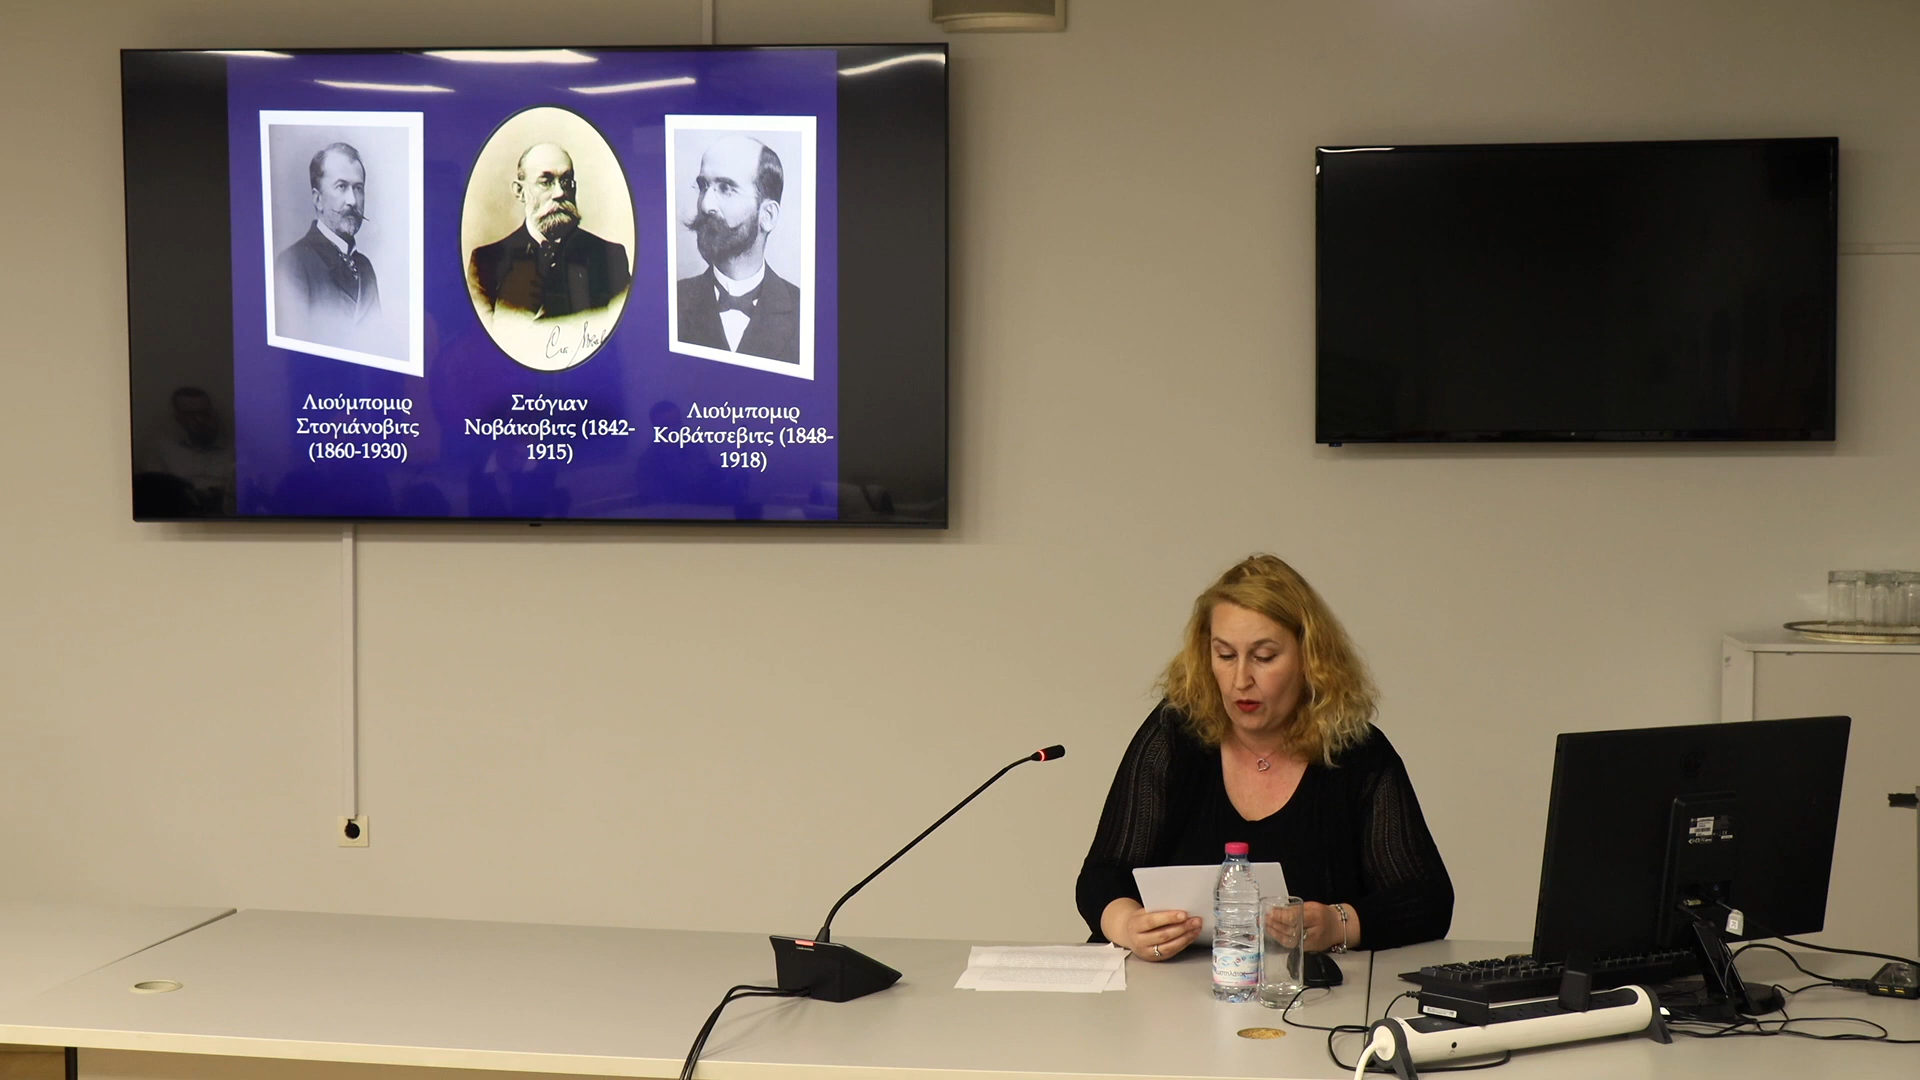 Λιούμπομιρ
Στογιάνοβιτς
(1860-1930)
Στόγιαν
Νοβάκοβιτς (1842-
1915)
Λιούμπομιρ
Κοβάτσεβιτς (1848-
1918)